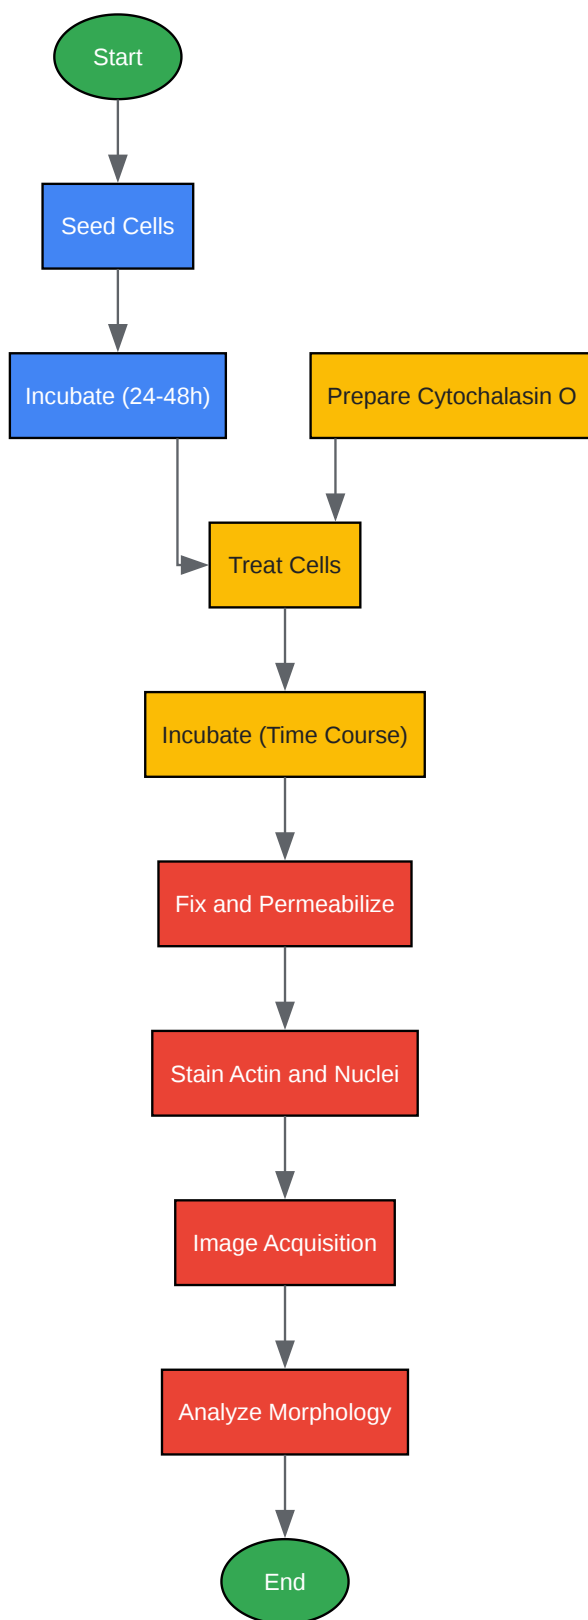 Start
Seed Cells
Incubate (24-48h)
Prepare Cytochalasin O
Treat Cells
Incubate (Time Course)
Fix and Permeabilize
Stain Actin and Nuclei
Image Acquisition
Analyze Morphology
End